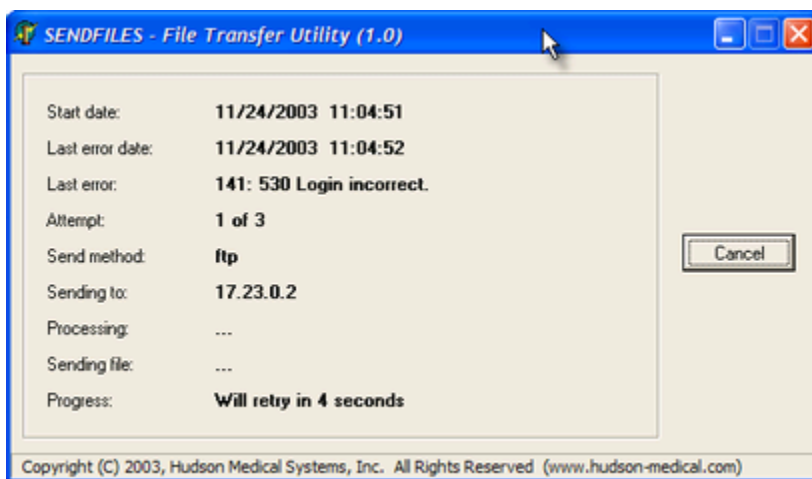 SENDFILES - File Transfer Utility (1.0)
Start date: 11/24/2003 11:04:51
Last error date: 11/24/2003 11:04:52
Last error: 141: 530 Login incorrect.
Attempt: 1 of 3
Send method: ftp
Cancel
Sending to: 17.23.0.2
Processing: ...
Sending file: ...
Progress: Will retry in 4 seconds
Copyright (C) 2003, Hudson Medical Systems, Inc. All Rights Reserved (www.hudson-medical.com)